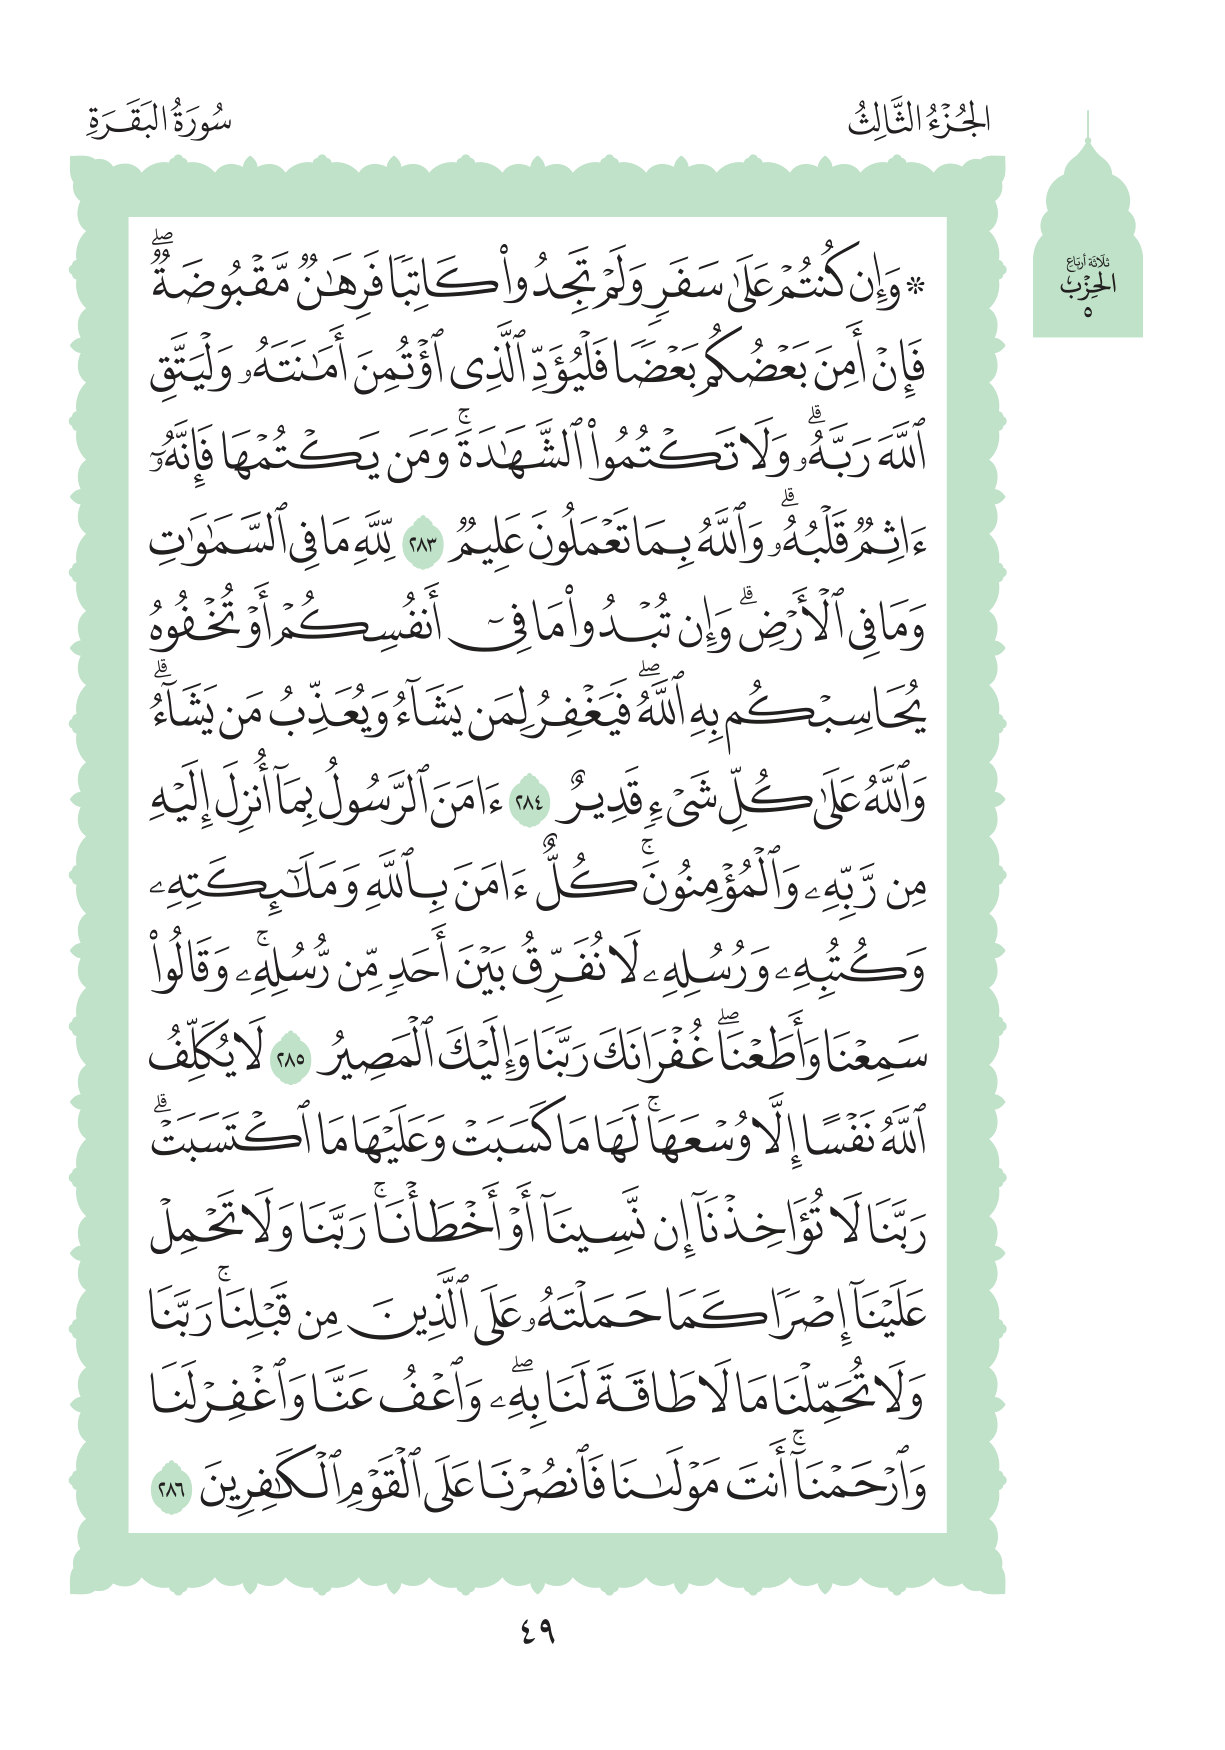 الجُزْءُ الثَّالِثُ
سُورَةُ البَقَرَةِ
ثلاثة أرباع
الحِزْب
٥
* وَإِن كُنتُمْ عَلَىٰ سَفَرٍ وَلَمْ تَجِدُواْ كَاتِبًا فَرِهَٰنٌ مَّقْبُوضَةٌۖ
فَإِنْ أَمِنَ بَعْضُكُم بَعْضًا فَلْيُؤَدِّ ٱلَّذِى ٱؤْتُمِنَ أَمَٰنَتَهُۥ وَلْيَتَّقِ
ٱللَّهَ رَبَّهُۥۗ وَلَا تَكْتُمُواْ ٱلشَّهَٰدَةَۚ وَمَن يَكْتُمْهَا فَإِنَّهُۥٓ
ءَاثِمٌ قَلْبُهُۥۗ وَٱللَّهُ بِمَا تَعْمَلُونَ عَلِيمٌ ٢٨٣ لِّلَّهِ مَا فِى ٱلسَّمَٰوَٰتِ
وَمَا فِى ٱلْأَرْضِۗ وَإِن تُبْدُواْ مَا فِىٓ أَنفُسِكُمْ أَوْ تُخْفُوهُ
يُحَاسِبْكُم بِهِ ٱللَّهُۖ فَيَغْفِرُ لِمَن يَشَآءُ وَيُعَذِّبُ مَن يَشَآءُۗ
وَٱللَّهُ عَلَىٰ كُلِّ شَىْءٍ قَدِيرٌ ٢٨٤ ءَامَنَ ٱلرَّسُولُ بِمَآ أُنزِلَ إِلَيْهِ
مِن رَّبِّهِۦ وَٱلْمُؤْمِنُونَۚ كُلٌّ ءَامَنَ بِٱللَّهِ وَمَلَٰٓئِكَتِهِۦ
وَكُتُبِهِۦ وَرُسُلِهِۦ لَا نُفَرِّقُ بَيْنَ أَحَدٍ مِّن رُّسُلِهِۦۚ وَقَالُواْ
سَمِعْنَا وَأَطَعْنَاۖ غُفْرَانَكَ رَبَّنَا وَإِلَيْكَ ٱلْمَصِيرُ ٢٨٥ لَا يُكَلِّفُ
ٱللَّهُ نَفْسًا إِلَّا وُسْعَهَاۚ لَهَا مَا كَسَبَتْ وَعَلَيْهَا مَا ٱكْتَسَبَتْۗ
رَبَّنَا لَا تُؤَاخِذْنَآ إِن نَّسِينَآ أَوْ أَخْطَأْنَاۚ رَبَّنَا وَلَا تَحْمِلْ
عَلَيْنَآ إِصْرًا كَمَا حَمَلْتَهُۥ عَلَى ٱلَّذِينَ مِن قَبْلِنَاۚ رَبَّنَا
وَلَا تُحَمِّلْنَا مَا لَا طَاقَةَ لَنَا بِهِۦۖ وَٱعْفُ عَنَّا وَٱغْفِرْ لَنَا
وَٱرْحَمْنَآۚ أَنتَ مَوْلَىٰنَا فَٱنصُرْنَا عَلَى ٱلْقَوْمِ ٱلْكَٰفِرِينَ ٢٨٦
٤٩